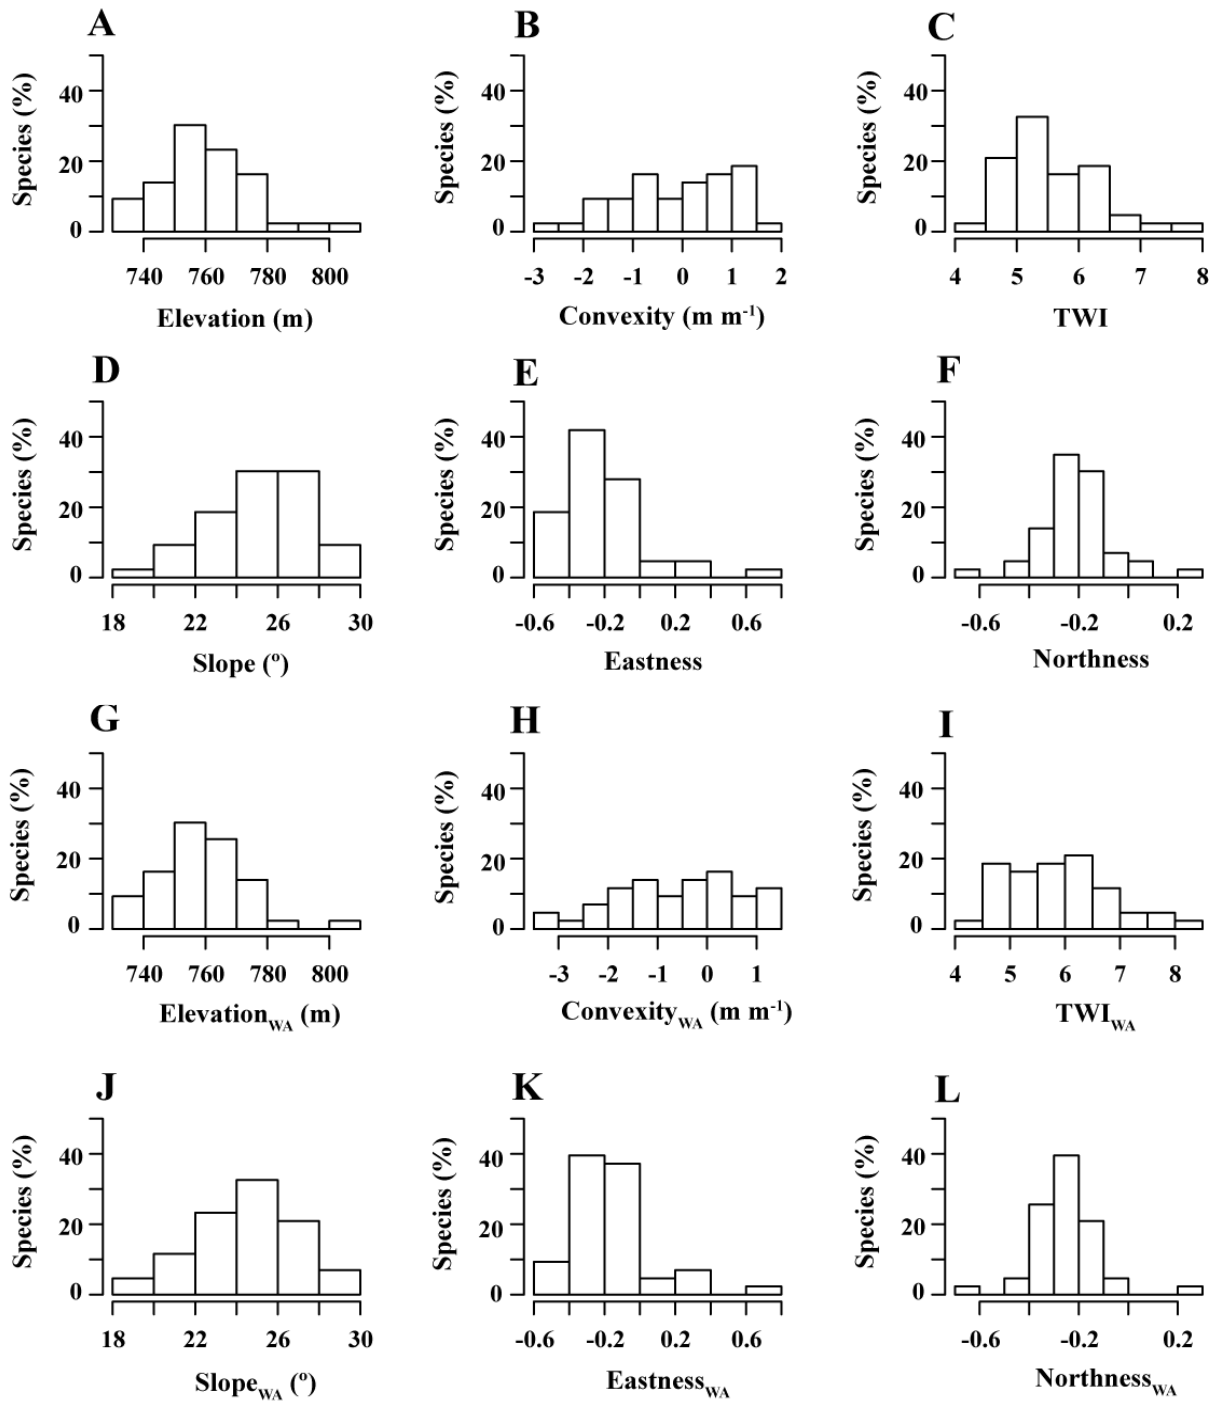 A B C
Species (%) Species (%) Species (%)
40 40 40
20 20 20
0 0 0
740 760 780 800 -3 -2 -1 0 1 2 4 5 6 7 8
Elevation (m) Convexity (m m⁻¹) TWI
D E F
Species (%) Species (%) Species (%)
40 40 40
20 20 20
0 0 0
18 22 26 30 -0.6 -0.2 0.2 0.6 -0.6 -0.2 0.2
Slope (º) Eastness Northness
G H I
Species (%) Species (%) Species (%)
40 40 40
20 20 20
0 0 0
740 760 780 800 -3 -2 -1 0 1 4 5 6 7 8
ElevationWA (m) ConvexityWA (m m⁻¹) TWIWA
J K L
Species (%) Species (%) Species (%)
40 40 40
20 20 20
0 0 0
18 22 26 30 -0.6 -0.2 0.2 0.6 -0.6 -0.2 0.2
SlopeWA (º) EastnessWA NorthnessWA